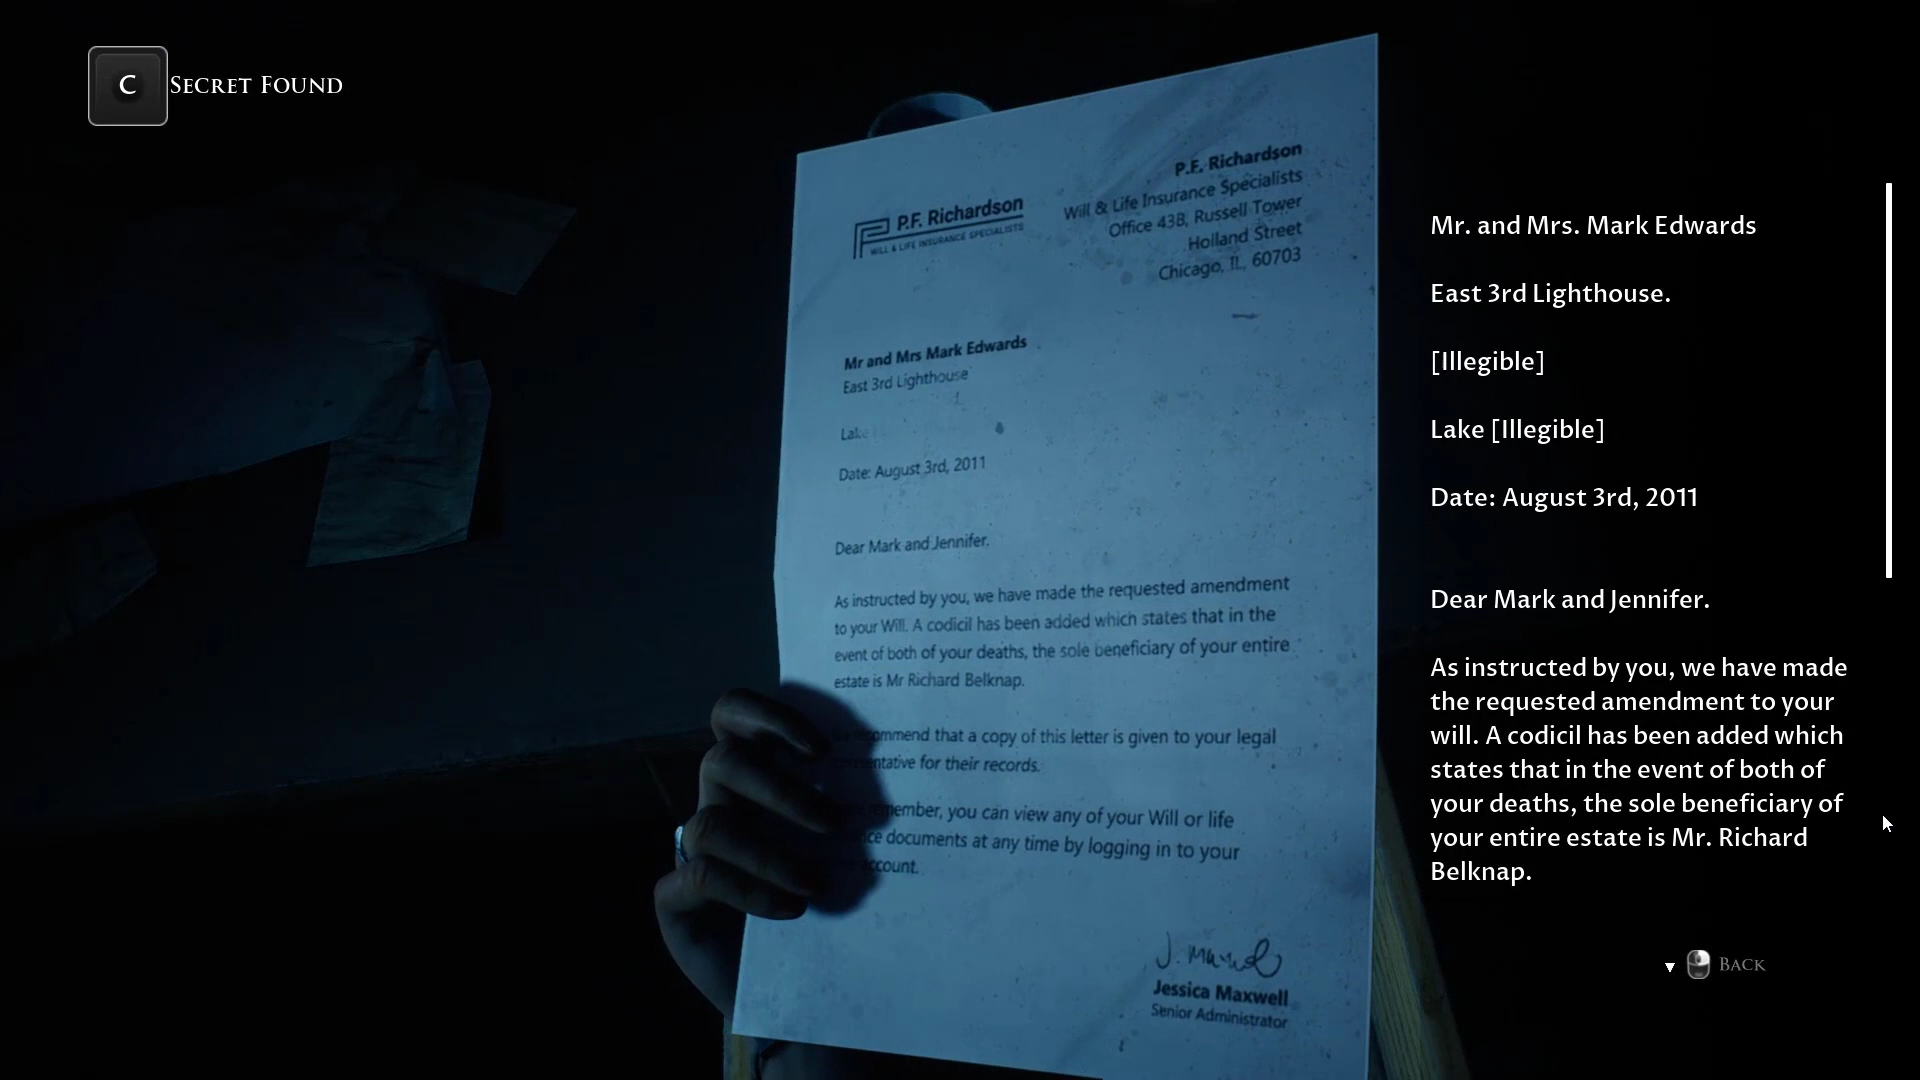 C
Secret Found
P.F. Richardson
WILL & LIFE INSURANCE SPECIALISTS
P.F. Richardson
Will & Life Insurance Specialists
Office 43B, Russell Tower
Holland Street
Chicago, IL, 60703
Mr and Mrs Mark Edwards
East 3rd Lighthouse
Lake
Date: August 3rd, 2011
Dear Mark and Jennifer.
As instructed by you, we have made the requested amendment
to your Will. A codicil has been added which states that in the
event of both of your deaths, the sole beneficiary of your entire
estate is Mr Richard Belknap.
that a copy of this letter is given to your legal
for their records.
you can view any of your Will or life
documents at any time by logging in to your
J. Maxwell
Jessica Maxwell
Senior Administrator
Mr. and Mrs. Mark Edwards
East 3rd Lighthouse.
[Illegible]
Lake [Illegible]
Date: August 3rd, 2011
Dear Mark and Jennifer.
As instructed by you, we have made
the requested amendment to your
will. A codicil has been added which
states that in the event of both of
your deaths, the sole beneficiary of
your entire estate is Mr. Richard
Belknap.
Back